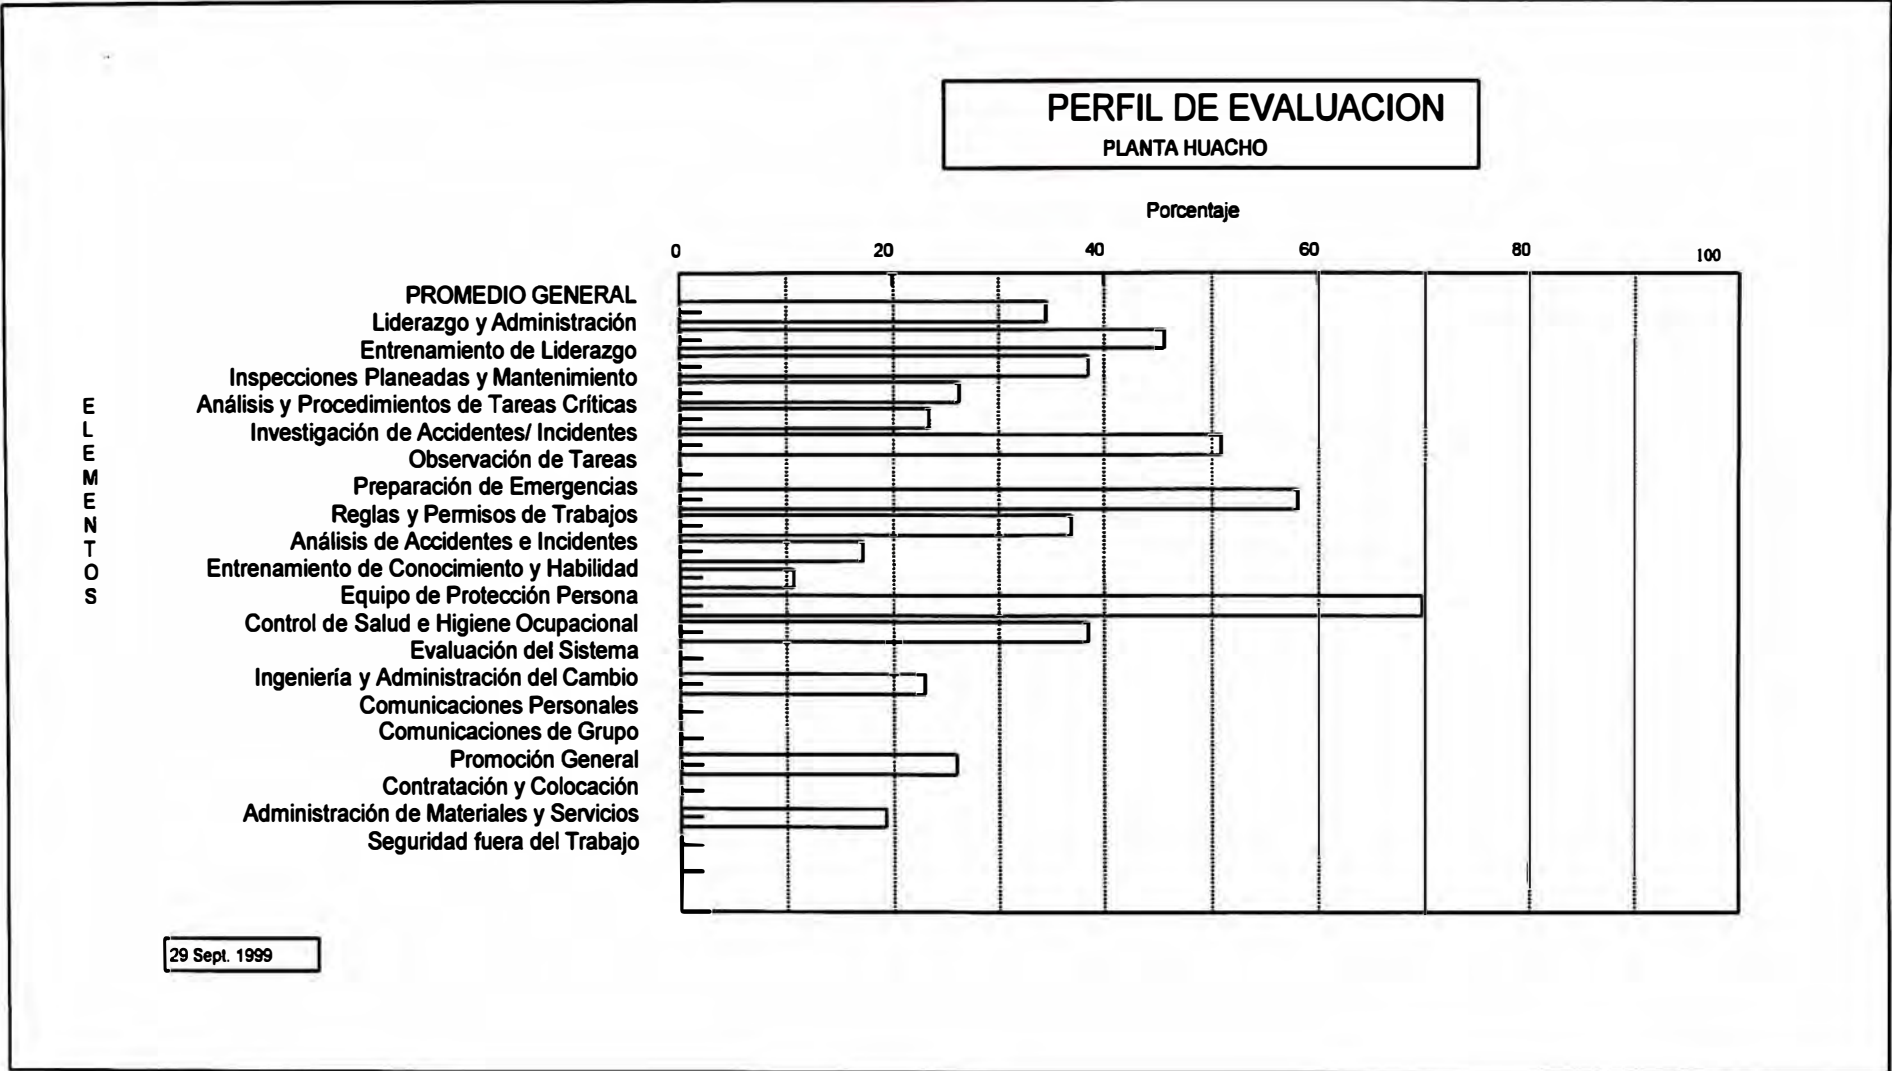 PERFIL DE EVALUACION
PLANTA HUACHO
Porcentaje
0 20 40 60 80 100
PROMEDIO GENERAL
Liderazgo y Administración
Entrenamiento de Liderazgo
Inspecciones Planeadas y Mantenimiento
Análisis y Procedimientos de Tareas Críticas
Investigación de Accidentes/ Incidentes
Observación de Tareas
Preparación de Emergencias
Reglas y Permisos de Trabajos
Análisis de Accidentes e Incidentes
Entrenamiento de Conocimiento y Habilidad
Equipo de Protección Persona
Control de Salud e Higiene Ocupacional
Evaluación del Sistema
Ingeniería y Administración del Cambio
Comunicaciones Personales
Comunicaciones de Grupo
Promoción General
Contratación y Colocación
Administración de Materiales y Servicios
Seguridad fuera del Trabajo
ELEMENTOS
29 Sept. 1999